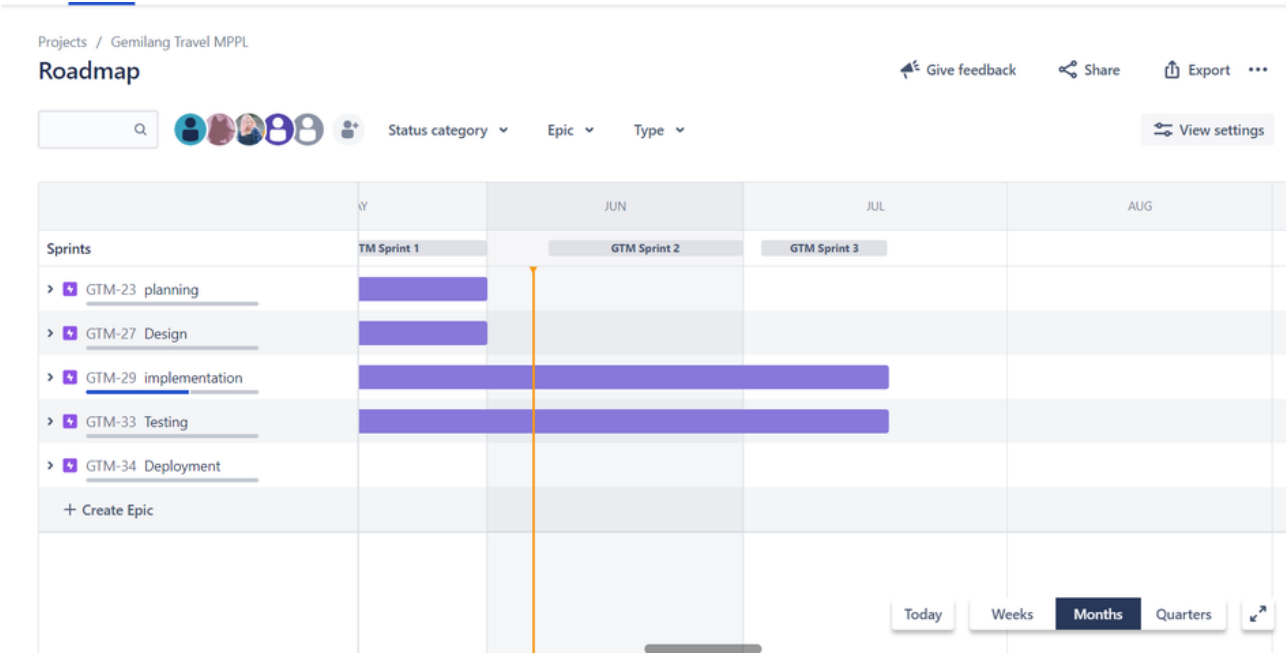 Projects / Gemilang Travel MPPL
Roadmap
Give feedback
Share
Export
Status category
Epic
Type
View settings
AY JUN JUL AUG
Sprints
TM Sprint 1 GTM Sprint 2 GTM Sprint 3
GTM-23 planning
GTM-27 Design
GTM-29 implementation
GTM-33 Testing
GTM-34 Deployment
+ Create Epic
Today Weeks Months Quarters